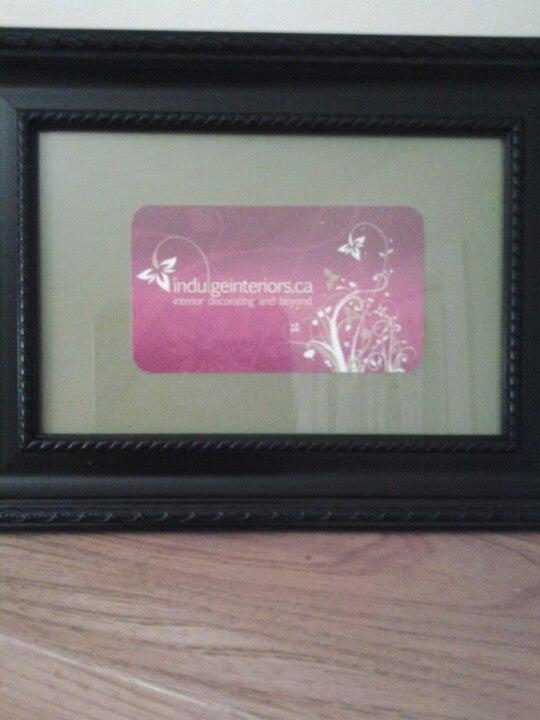 indulgeinteriors.ca
interior decorating and beyond